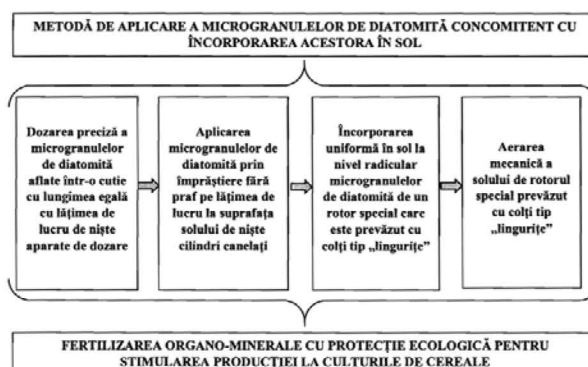 METODĂ DE APLICARE A MICROGRANULELOR DE DIATOMITĂ CONCOMITENT CU
ÎNCORPORAREA ACESTORA ÎN SOL
Dozarea preciză a
microgranulelor
de diatomită
aflate într-o cutie
cu lungimea egală
cu lățimea de
lucru de niște
aparate de dozare
Aplicarea
microgranulelor de
diatomită prin
împrăștiere fără
praf pe lățimea de
lucru la suprafața
solului de niște
cilindri canelați
Încorporarea
uniformă în sol la
nivel radicular
microgranulelor
de diatomită de un
rotor special care
este prevăzut cu
colți tip „lingurițe”
Aerarea
mecanică a
solului de rotorul
special prevăzut
cu colți tip
„lingurițe”
FERTILIZAREA ORGANO-MINERALE CU PROTECȚIE ECOLOGICĂ PENTRU
STIMULAREA PRODUCȚIEI LA CULTURILE DE CEREALE